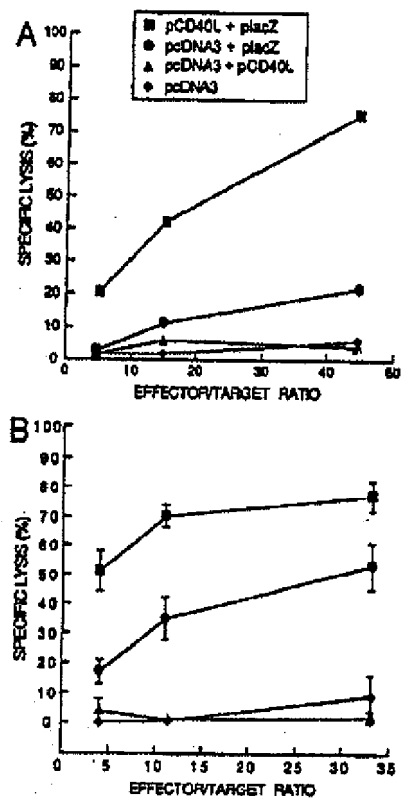 A
pCD40L + placZ
pcDNA3 + placZ
pcDNA3 + pCD40L
pcDNA3
SPECIFIC LYSIS (%)
100
90
80
70
60
50
40
30
20
10
0
0 10 20 30 40 50
EFFECTOR/TARGET RATIO
B
SPECIFIC LYSIS (%)
100
90
80
70
60
50
40
30
20
10
0
0 5 10 15 20 25 30 35
EFFECTOR/TARGET RATIO